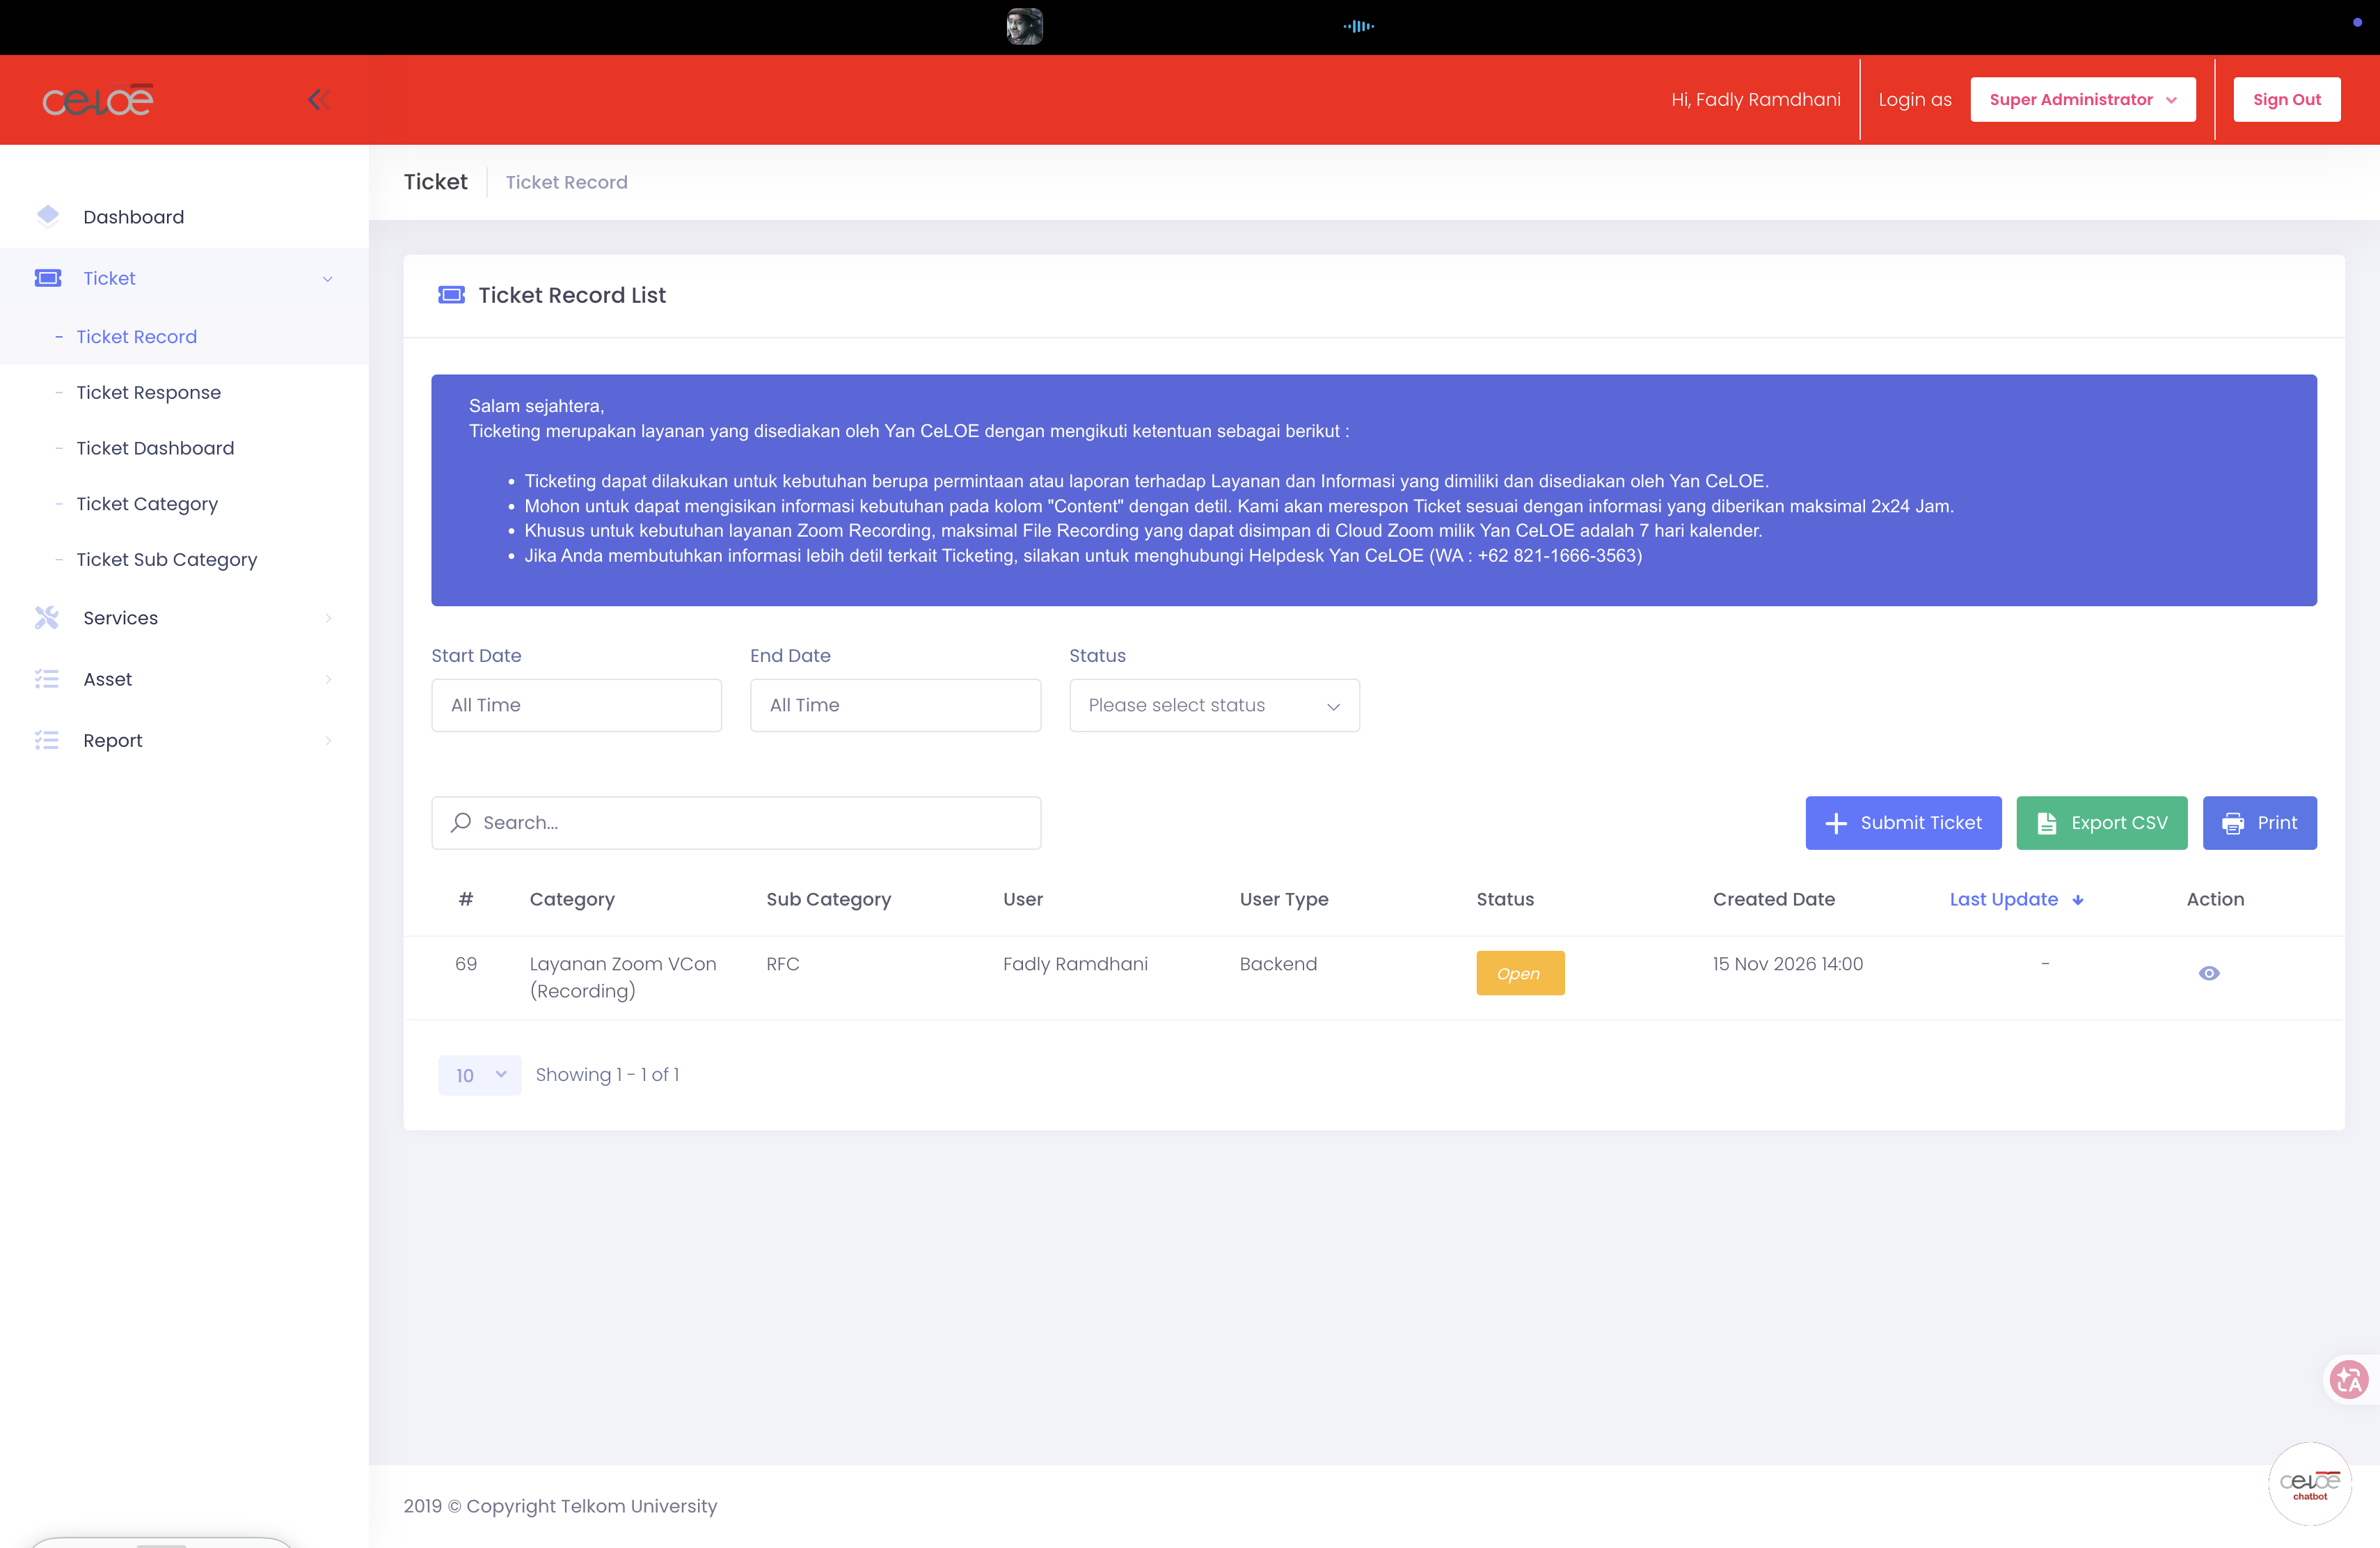 CeLOE
Hi, Fadly Ramdhani
Login as
Super Administrator
Sign Out
Ticket
Ticket Record
Dashboard
Ticket
- Ticket Record
- Ticket Response
- Ticket Dashboard
- Ticket Category
- Ticket Sub Category
Services
Asset
Report
Ticket Record List
Salam sejahtera,
Ticketing merupakan layanan yang disediakan oleh Yan CeLOE dengan mengikuti ketentuan sebagai berikut :
• Ticketing dapat dilakukan untuk kebutuhan berupa permintaan atau laporan terhadap Layanan dan Informasi yang dimiliki dan disediakan oleh Yan CeLOE.
• Mohon untuk dapat mengisikan informasi kebutuhan pada kolom "Content" dengan detil. Kami akan merespon Ticket sesuai dengan informasi yang diberikan maksimal 2x24 Jam.
• Khusus untuk kebutuhan layanan Zoom Recording, maksimal File Recording yang dapat disimpan di Cloud Zoom milik Yan CeLOE adalah 7 hari kalender.
• Jika Anda membutuhkan informasi lebih detil terkait Ticketing, silakan untuk menghubungi Helpdesk Yan CeLOE (WA : +62 821-1666-3563)
Start Date
End Date
Status
All Time
All Time
Please select status
Search...
Submit Ticket
Export CSV
Print
# Category Sub Category User User Type Status Created Date Last Update Action
69 Layanan Zoom VCon RFC Fadly Ramdhani Backend Open 15 Nov 2026 14:00 -
(Recording)
10 Showing 1 - 1 of 1
CeLOE
chatbot
2019 © Copyright Telkom University